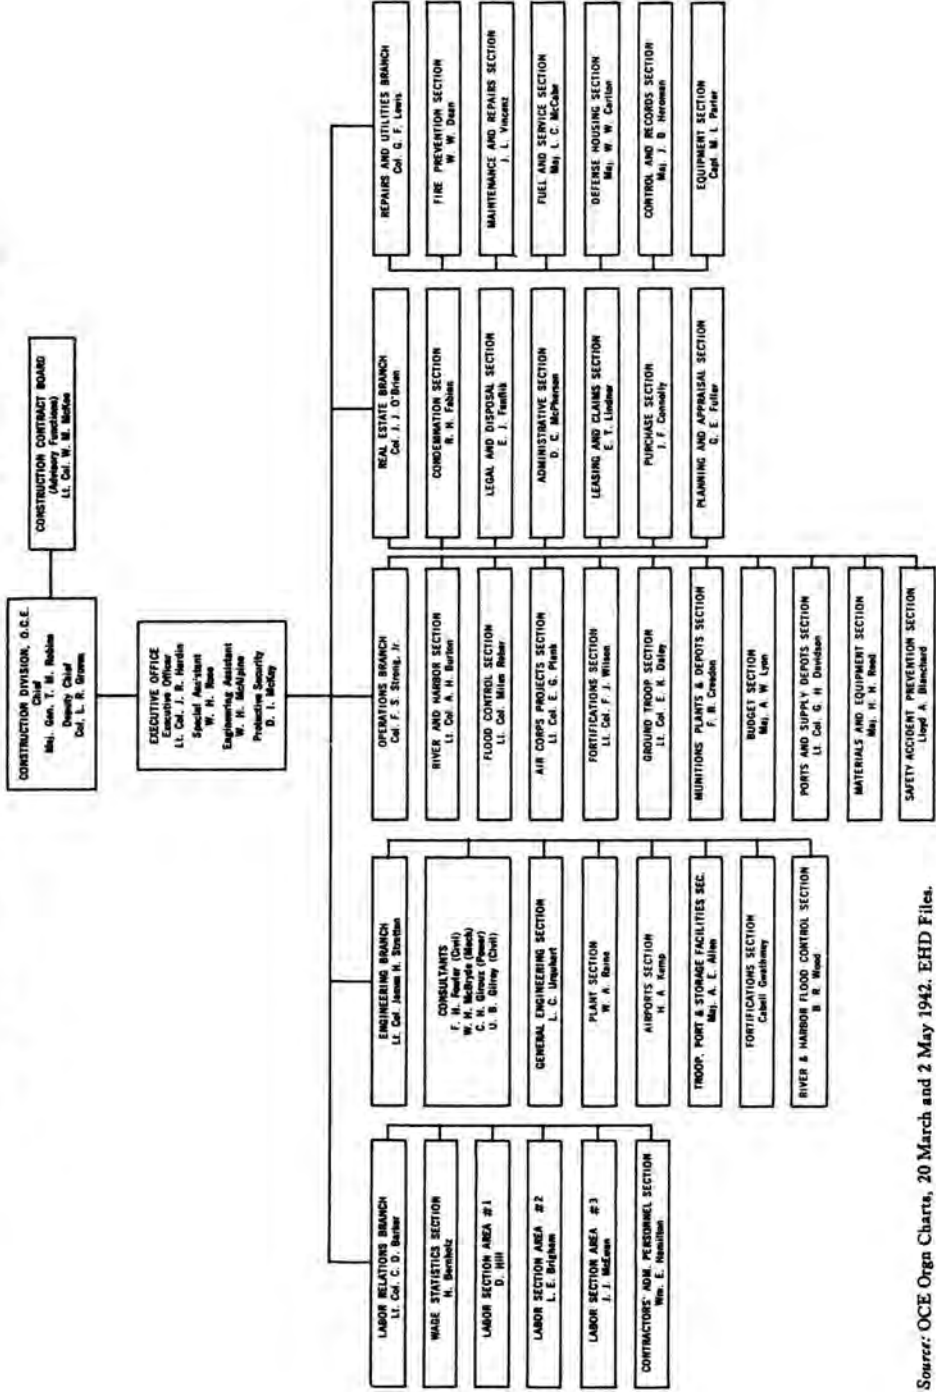 CONSTRUCTION DIVISION, O.C.E.
Chief
Maj. Gen. T. M. Robins
Deputy Chief
Col. L. R. Groves
CONSTRUCTION CONTRACT BOARD
(Advisory Functions)
Lt. Col. W. M. McKee
EXECUTIVE OFFICE
Executive Officer
Lt. Col. J. R. Hardin
Special Assistant
W. H.
Engineering Assistant
W. H. McAlpine
Protective Security
D. I. McKay
LABOR RELATIONS BRANCH
Lt. Col. C. D. Barker
WAGE STATISTICS SECTION
H. Bernholz
LABOR SECTION AREA #1
D. Hill
LABOR SECTION AREA #2
L. E. Brigham
LABOR SECTION AREA #3
J. J. McEwan
CONTRACTORS' ADM. PERSONNEL SECTION
Wm. E. Hamilton
ENGINEERING BRANCH
Lt. Col. James H. Stratton
CONSULTANTS
F. H. Fowler (Civil)
W. H. McBryde (Mech)
C. H. Giroux (Power)
U. B. Gilroy (Civil)
GENERAL ENGINEERING SECTION
L. C. Urquhart
PLANT SECTION
W. A.
AIRPORTS SECTION
H. A. Kemp
TROOP, PORT & STORAGE FACILITIES SEC.
Maj. A. L. Allen
FORTIFICATIONS SECTION
Cabell Gwathmey
RIVER & HARBOR FLOOD CONTROL SECTION
B. R. Wood
OPERATIONS BRANCH
Col. F. S. Strong, Jr.
RIVER AND HARBOR SECTION
Lt. Col. A. H. Burton
FLOOD CONTROL SECTION
Lt. Col. Miles Reber
AIR CORPS PROJECTS SECTION
Lt. Col. E. G. Plank
FORTIFICATIONS SECTION
Lt. Col. F. J. Wilson
GROUND TROOP SECTION
Lt. Col. E. K. Daley
MUNITIONS PLANTS & DEPOTS SECTION
F. B. Creedon
BUDGET SECTION
Maj. A. W. Lyon
PORTS AND SUPPLY DEPOTS SECTION
Lt. Col. G. H. Davidson
MATERIALS AND EQUIPMENT SECTION
Maj. H. H. Reed
SAFETY ACCIDENT PREVENTION SECTION
Lloyd A. Blanchard
REAL ESTATE BRANCH
Col. J. J. O'Brien
CONDEMNATION SECTION
R. H. Fabian
LEGAL AND DISPOSAL SECTION
E. J.
ADMINISTRATIVE SECTION
D. C. McPherson
LEASING AND CLAIMS SECTION
E. T. Lindner
PURCHASE SECTION
J. F. Connolly
PLANNING AND APPRAISAL SECTION
G. E. Fuller
REPAIRS AND UTILITIES BRANCH
Col. G. F. Lewis
FIRE PREVENTION SECTION
W. W. Dean
MAINTENANCE AND REPAIRS SECTION
J. L. Vincenz
FUEL AND SERVICE SECTION
Maj. L. C. McCabe
DEFENSE HOUSING SECTION
Maj. W. W. Carlton
CONTROL AND RECORDS SECTION
Maj. J. D. Heroman
EQUIPMENT SECTION
Capt. M. L. Parler
Source: OCE Orgn Charts, 20 March and 2 May 1942. EHD Files.